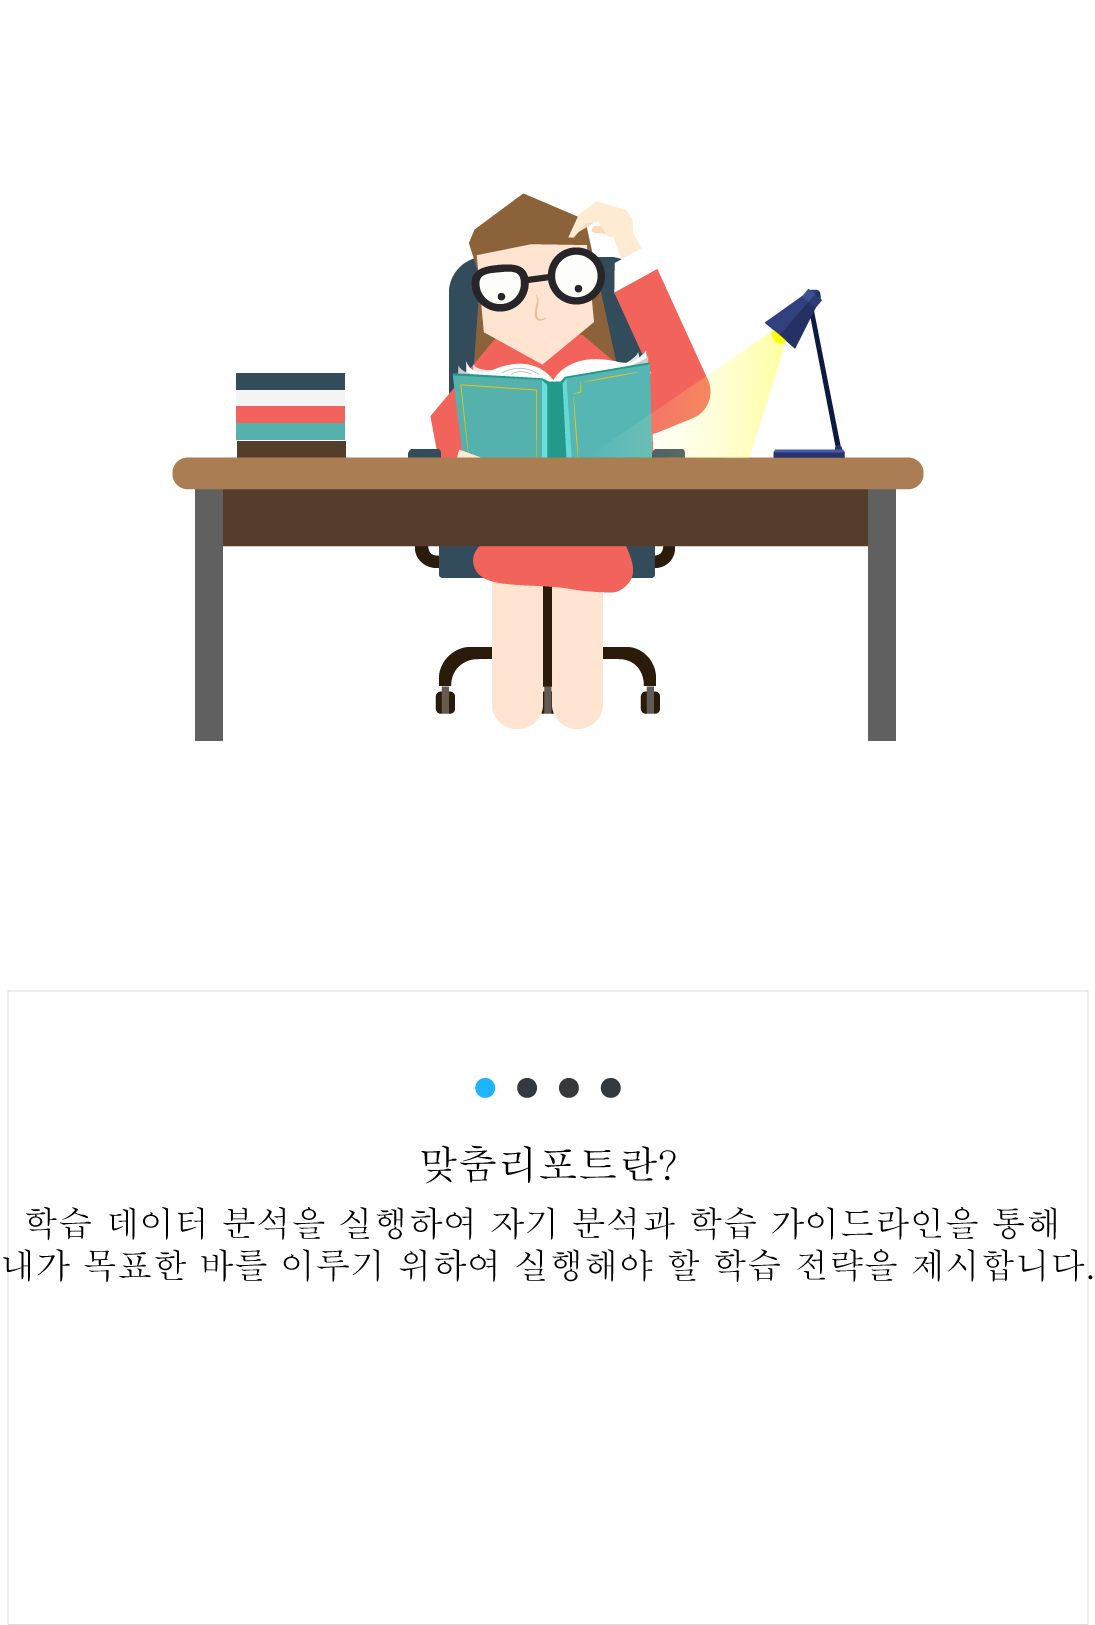 맞춤리포트란?
학습 데이터 분석을 실행하여 자기 분석과 학습 가이드라인을 통해
내가 목표한 바를 이루기 위하여 실행해야 할 학습 전략을 제시합니다.